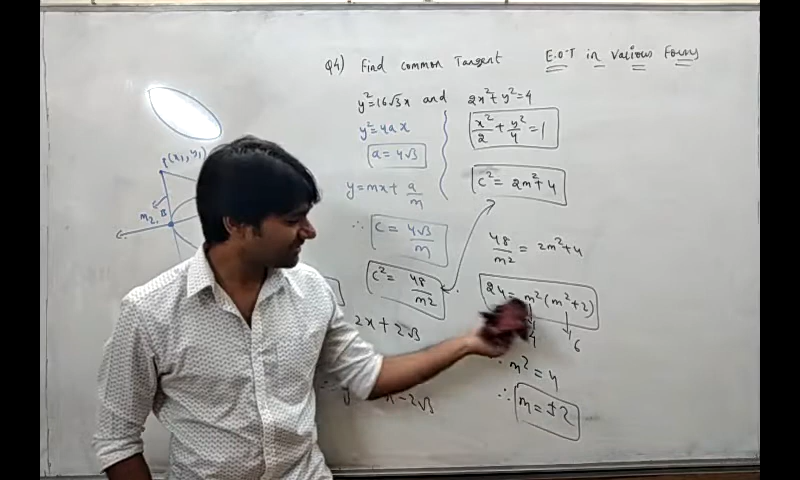 Q4) Find common Tangent
E.O.T in Various Forms
P(x₁, y₁)
m₂, B
y²=16√3x and 2x²+y²=4
y²=4ax
a=4√3
y=mx+ a/m
∴ c = 4√3/m
c² = 48/m²
2x+2√3
x-2√3
x²/2 + y²/4 = 1
c² = 2m²+4
48/m² = 2m²+4
24 = m²(m²+2)
4 6
m² = 4
∴ m = ±2